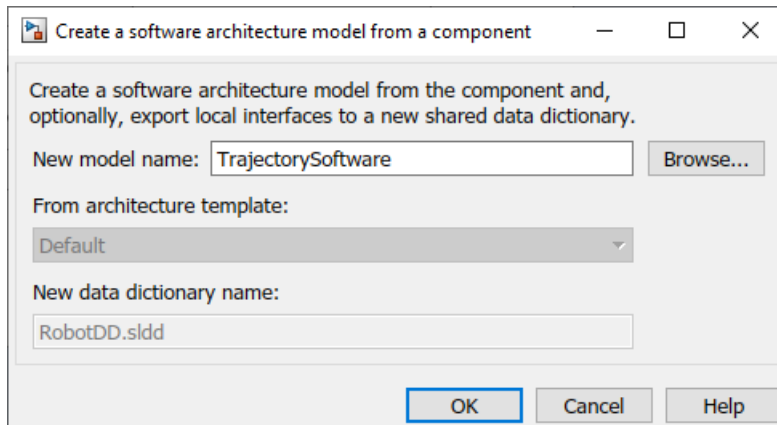 Create a software architecture model from a component
Create a software architecture model from the component and,
optionally, export local interfaces to a new shared data dictionary.
New model name: TrajectorySoftware Browse...
From architecture template:
Default
New data dictionary name:
RobotDD.sldd
OK Cancel Help